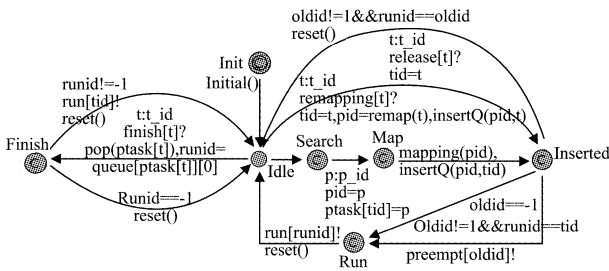 oldid!=1&&runid==oldid
reset()
Init
Initial()
t:t_id
release[t]?
tid=t
runid!=-1
run[tid]!
reset()
t:t_id
remapping[t]?
tid=t,pid=remap(t),insertQ(pid,t)
t:t_id
finish[t]?
pop(ptask[t]),runid=
queue[ptask[t]][0]
Finish
Idle
Search
Map
Inserted
p:p_id
pid=p
ptask[tid]=p
mapping(pid),
insertQ(pid,tid)
Runid==-1
reset()
oldid==-1
Oldid!=1&&runid==tid
preempt[oldid]!
run[runid]!
reset()
Run